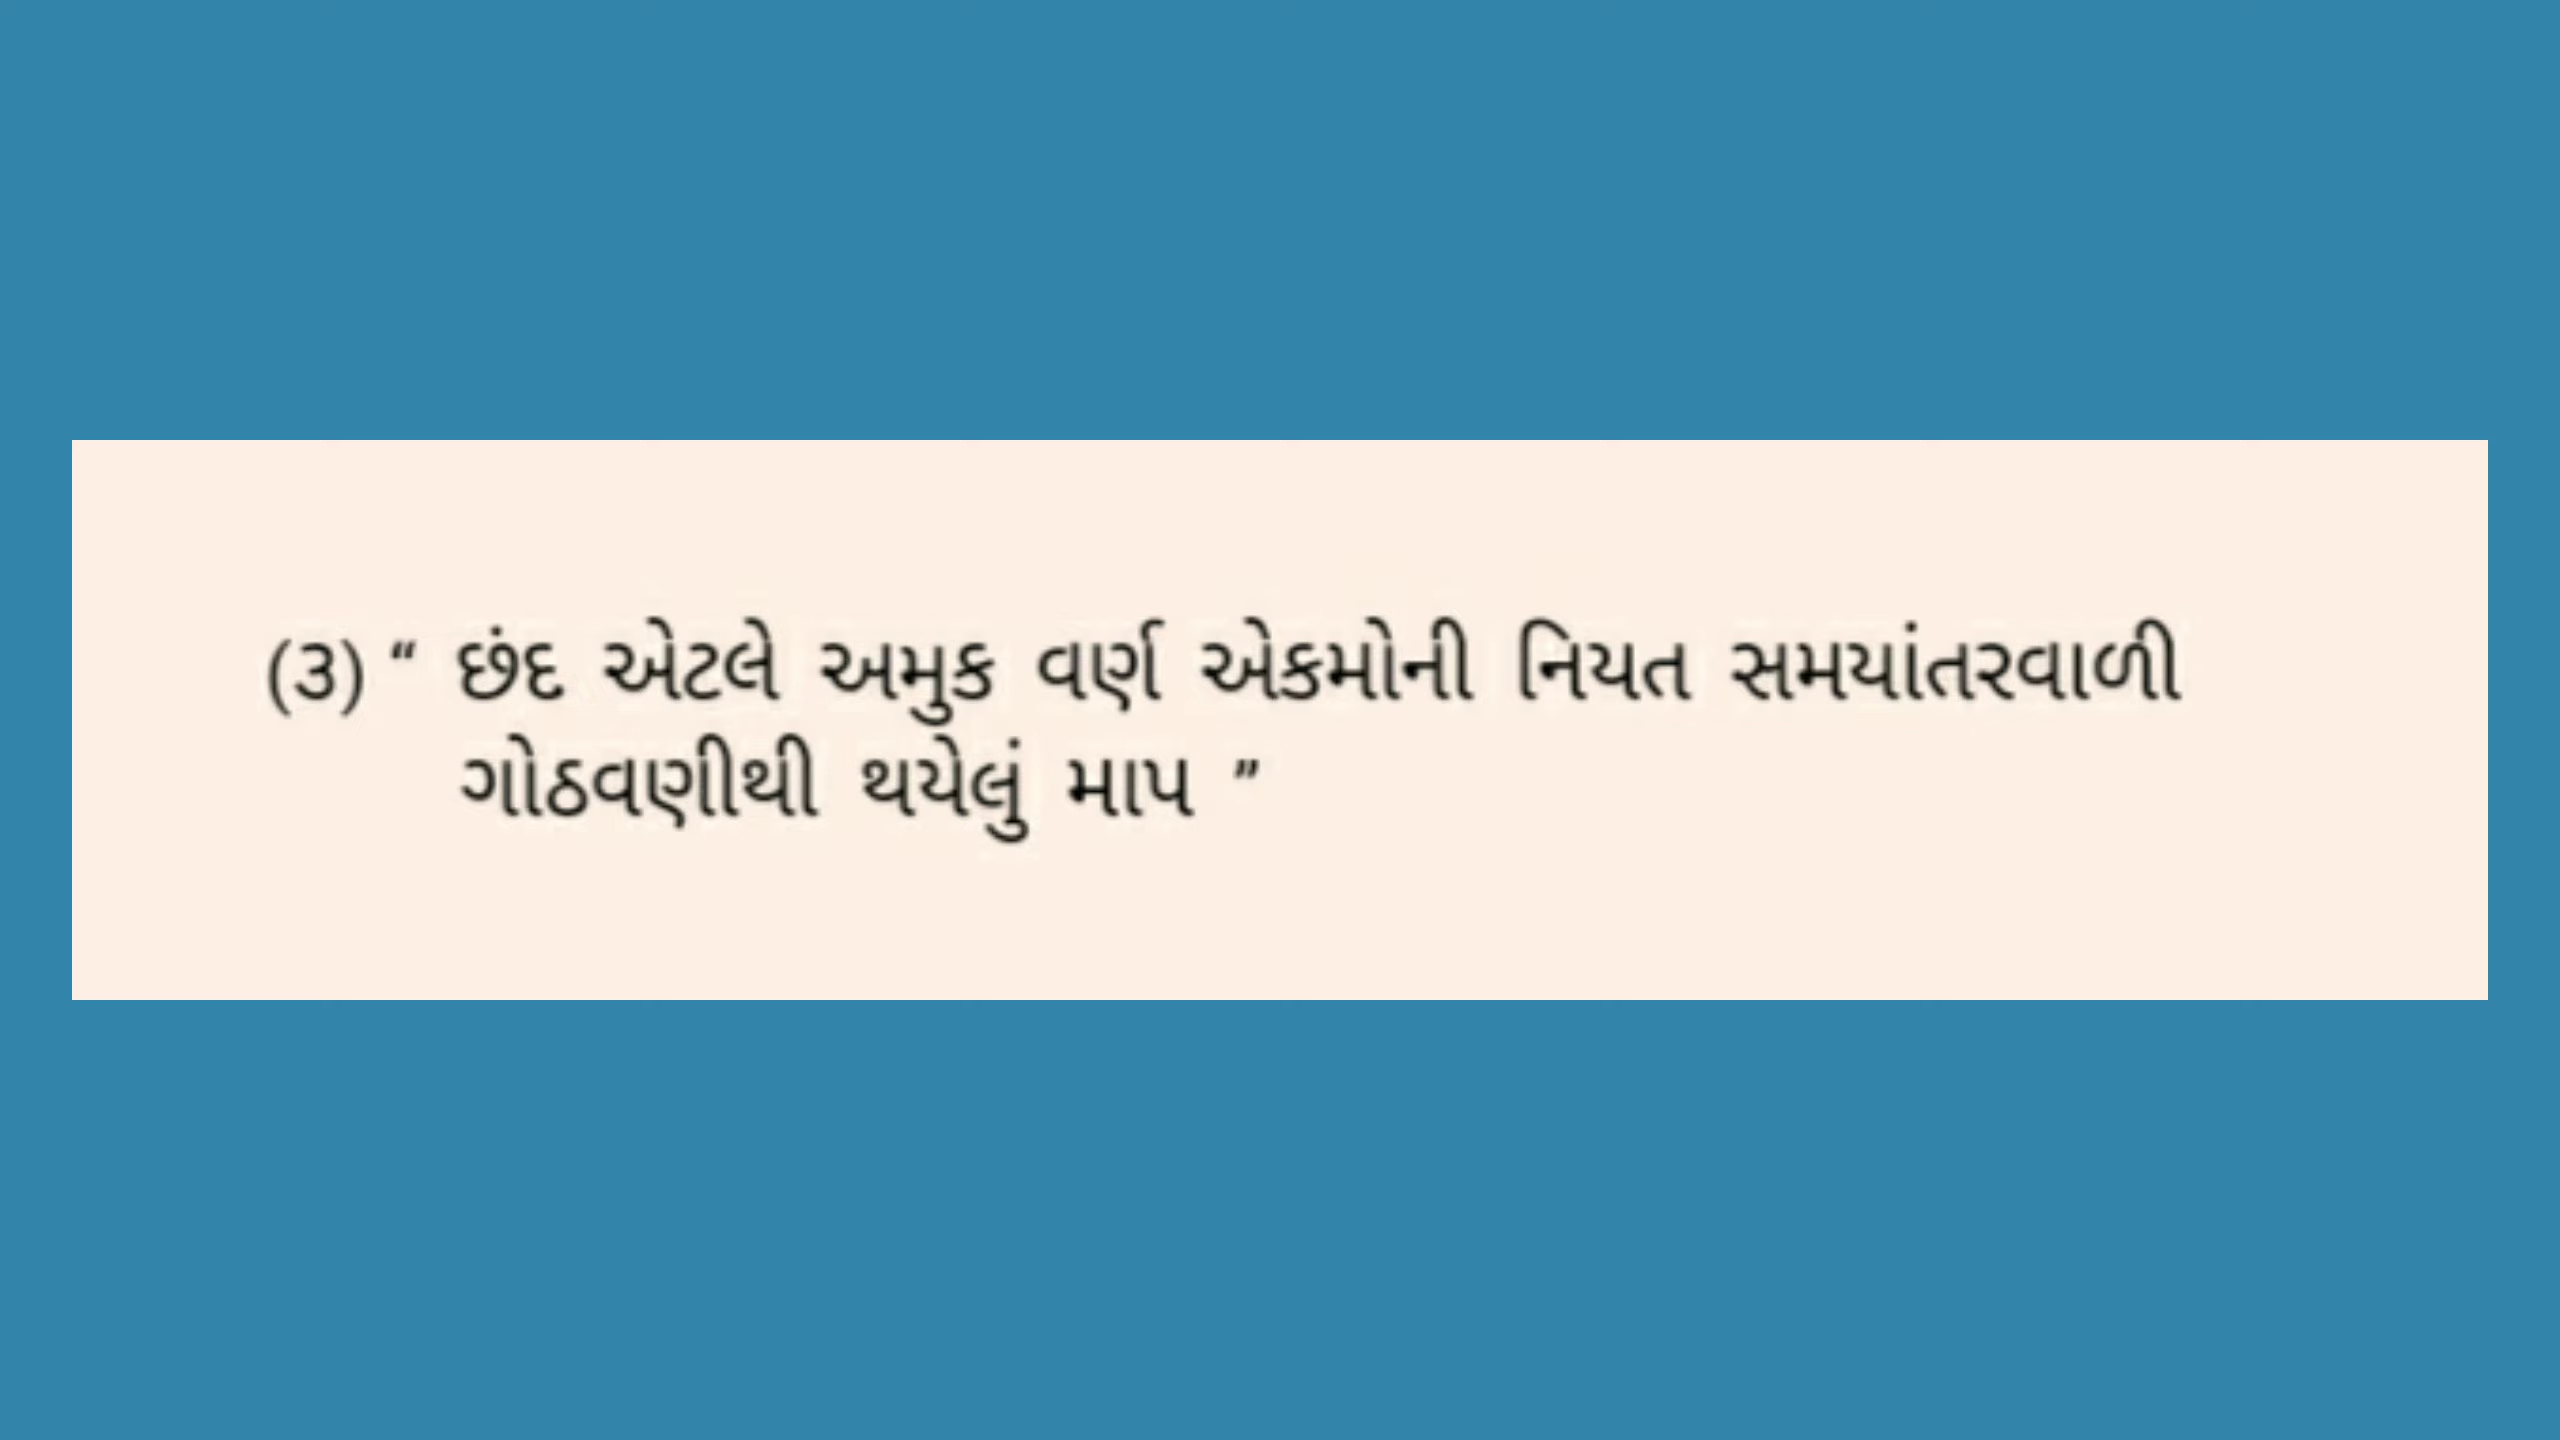 (૩) “ છંદ એટલે અમુક વર્ણ એકમોની નિયત સમયાંતરવાળી
ગોઠવણીથી થયેલું માપ ”